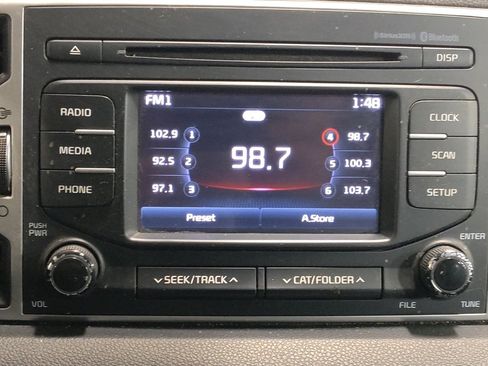 SiriusXM Bluetooth
DISP
FM1 1:48
RADIO
MEDIA
PHONE
102.9 1 4 98.7
92.5 2 98.7 5 100.3
97.1 3 6 103.7
Preset A.Store
CLOCK
SCAN
SETUP
PUSH
PWR
VOL
SEEK/TRACK
CAT/FOLDER
ENTER
FILE TUNE